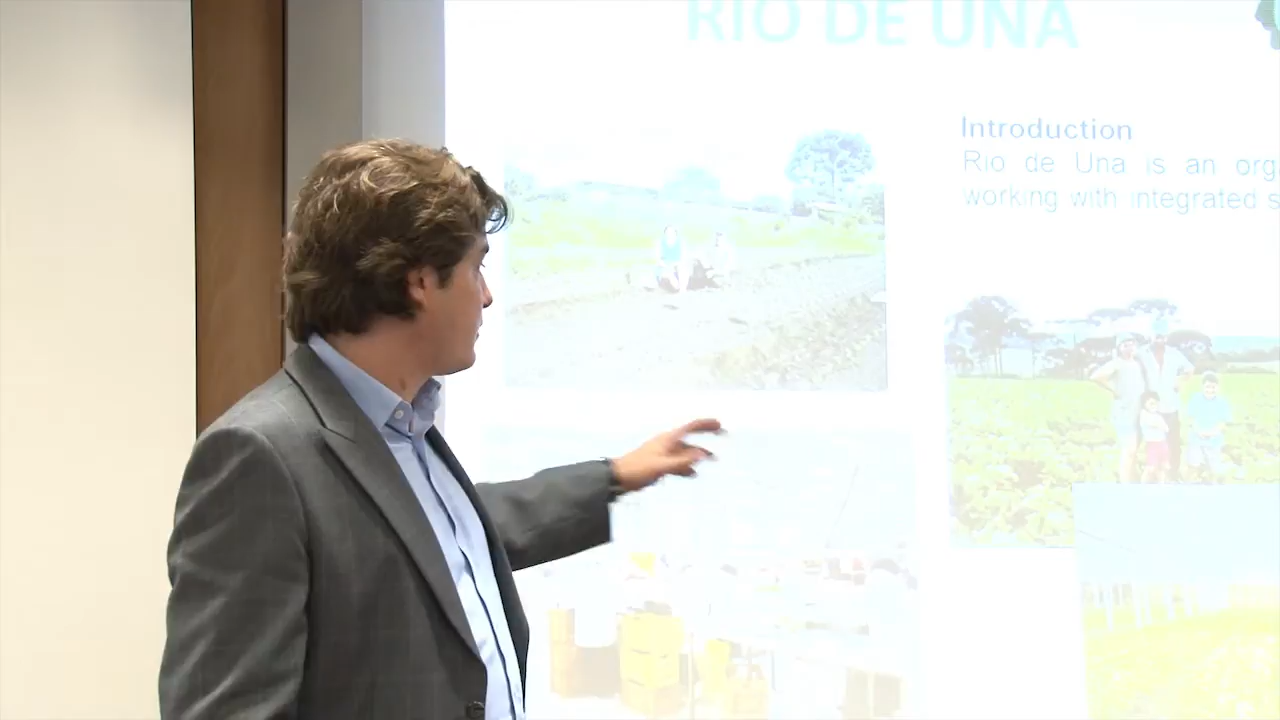 RIO DE UNA
Introduction
Rio de Una is an org
working with integrated s